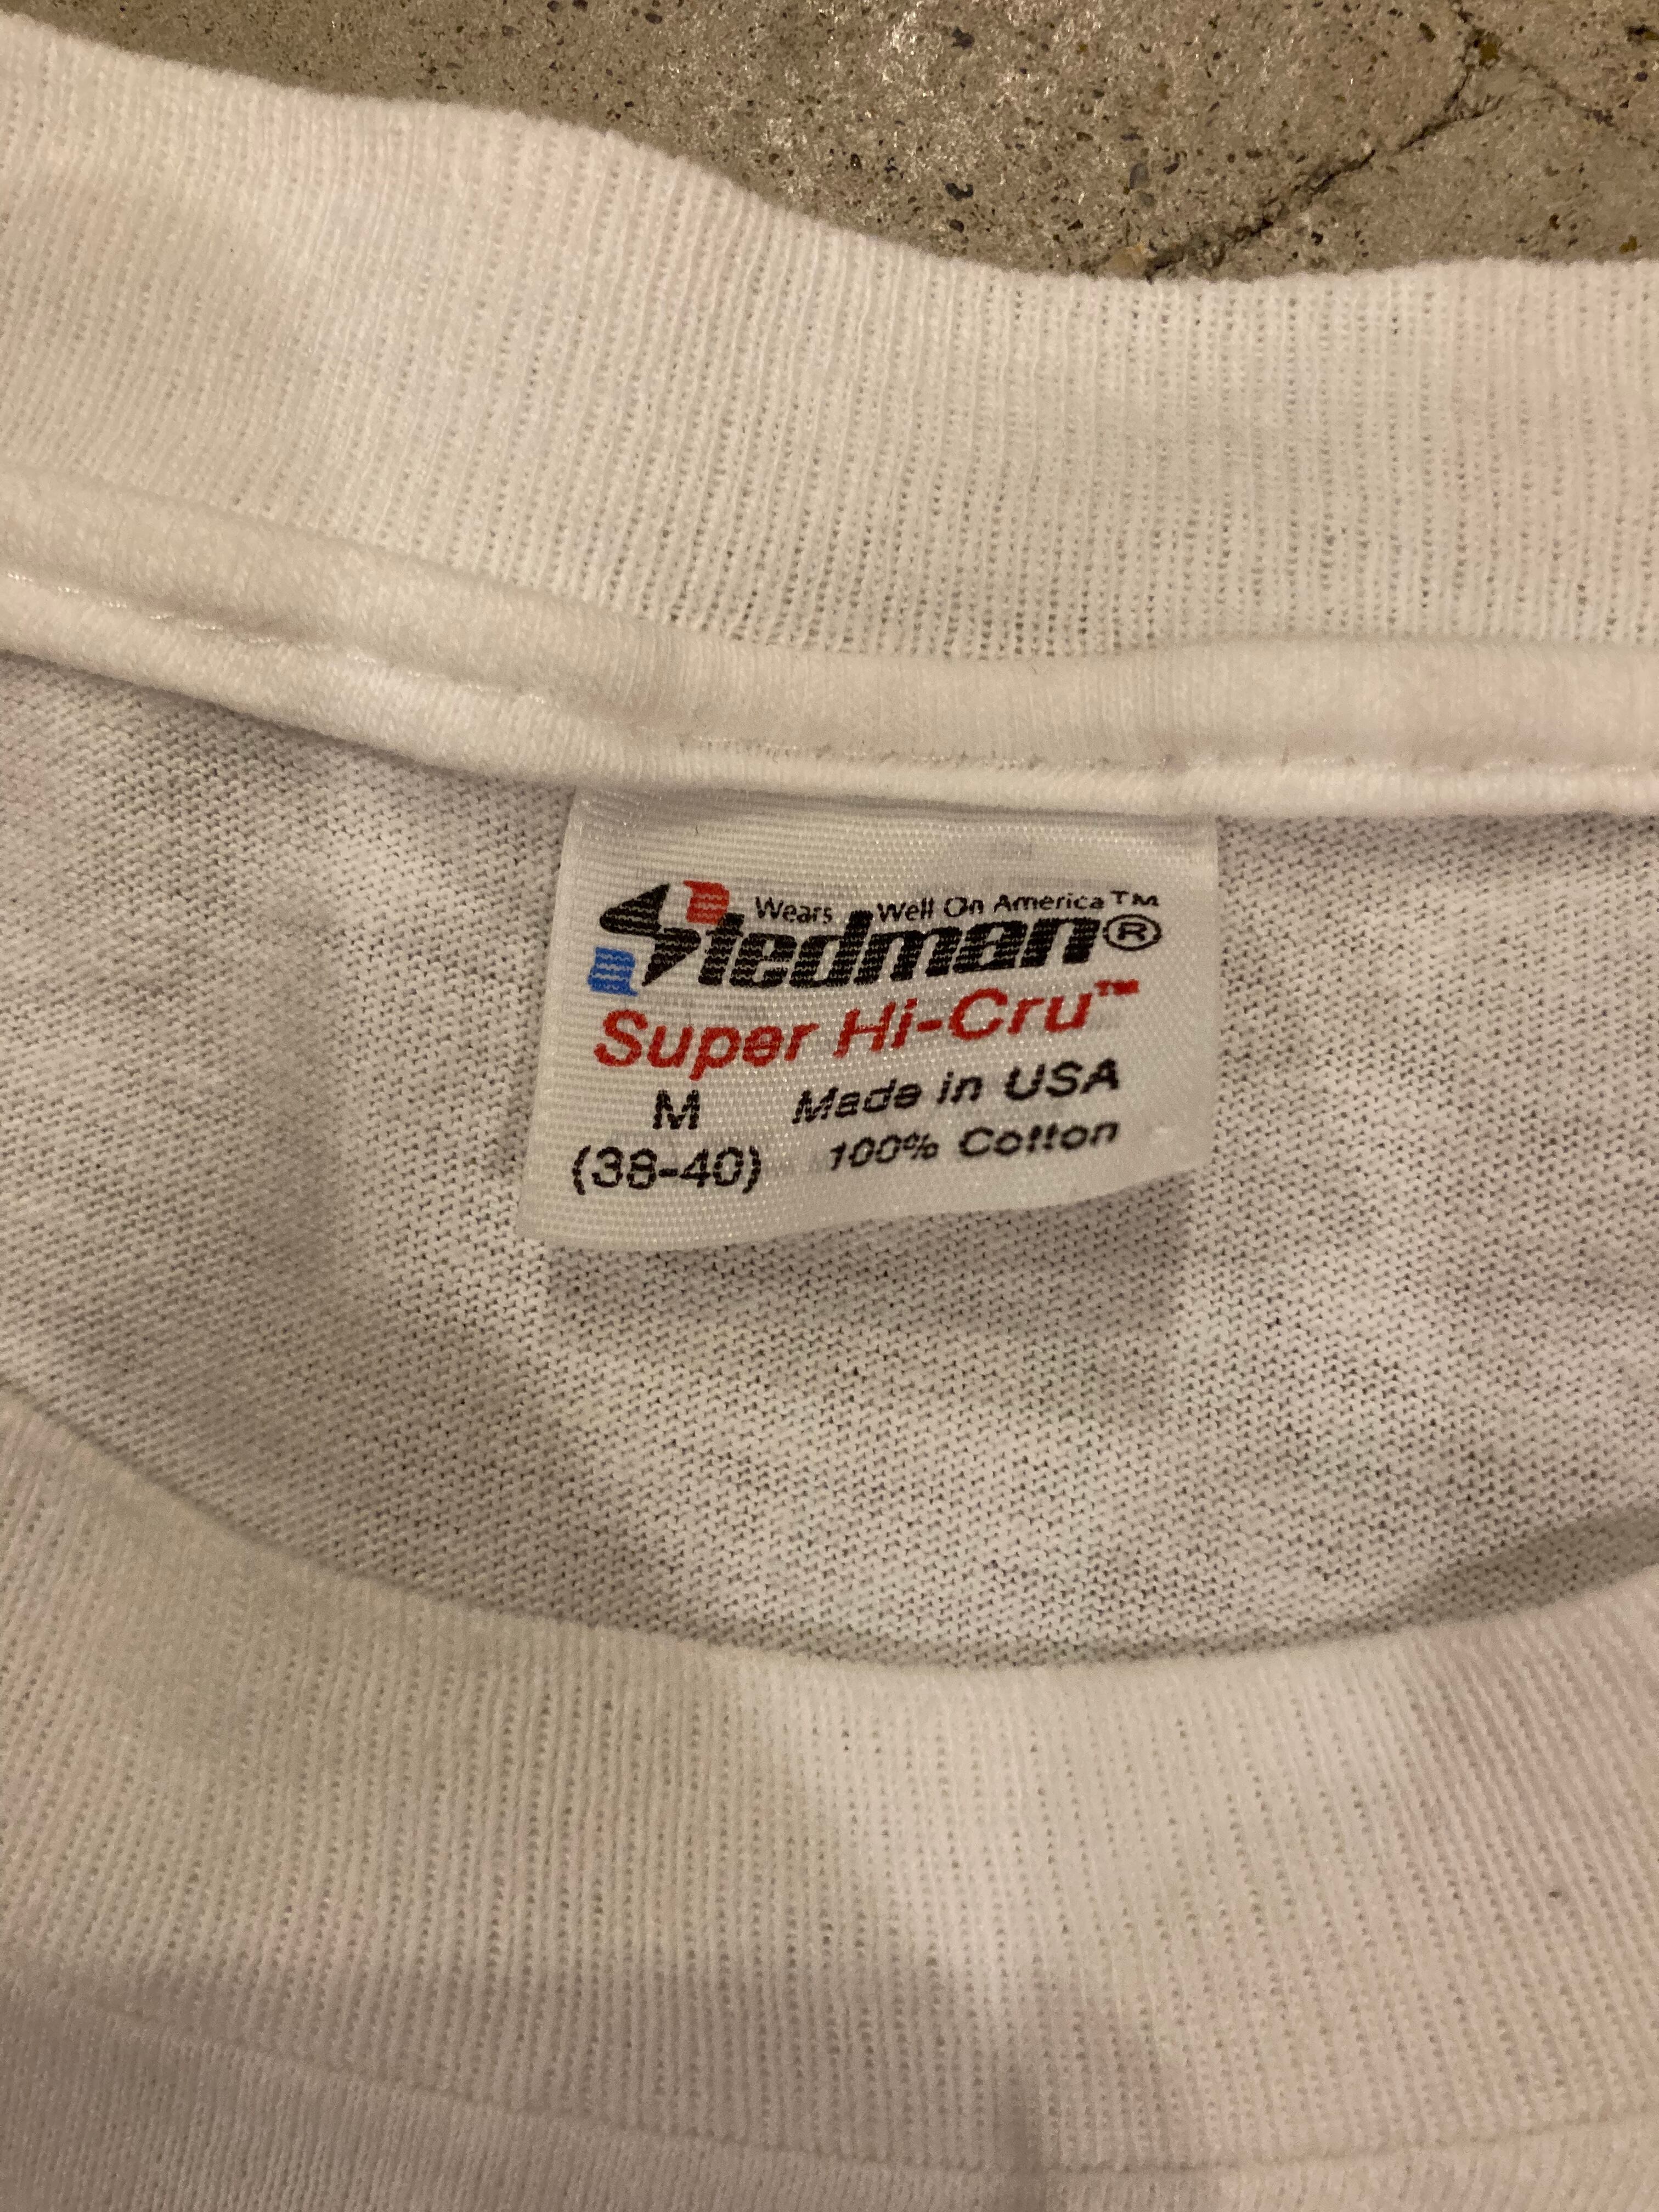 Wears Well On America™
Stedman®
Super Hi-Cru™
M Made in USA
(38-40) 100% Cotton